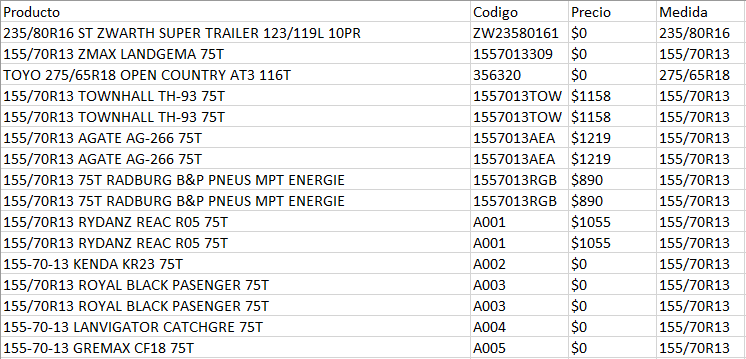 Producto Codigo Precio Medida
235/80R16 ST ZWARTH SUPER TRAILER 123/119L 10PR ZW23580161 $0 235/80R16
155/70R13 ZMAX LANDGEMA 75T 1557013309 $0 155/70R13
TOYO 275/65R18 OPEN COUNTRY AT3 116T 356320 $0 275/65R18
155/70R13 TOWNHALL TH-93 75T 1557013TOW $1158 155/70R13
155/70R13 TOWNHALL TH-93 75T 1557013TOW $1158 155/70R13
155/70R13 AGATE AG-266 75T 1557013AEA $1219 155/70R13
155/70R13 AGATE AG-266 75T 1557013AEA $1219 155/70R13
155/70R13 75T RADBURG B&P PNEUS MPT ENERGIE 1557013RGB $890 155/70R13
155/70R13 75T RADBURG B&P PNEUS MPT ENERGIE 1557013RGB $890 155/70R13
155/70R13 RYDANZ REAC R05 75T A001 $1055 155/70R13
155/70R13 RYDANZ REAC R05 75T A001 $1055 155/70R13
155-70-13 KENDA KR23 75T A002 $0 155/70R13
155/70R13 ROYAL BLACK PASENGER 75T A003 $0 155/70R13
155/70R13 ROYAL BLACK PASENGER 75T A003 $0 155/70R13
155-70-13 LANVIGATOR CATCHGRE 75T A004 $0 155/70R13
155-70-13 GREMAX CF18 75T A005 $0 155/70R13